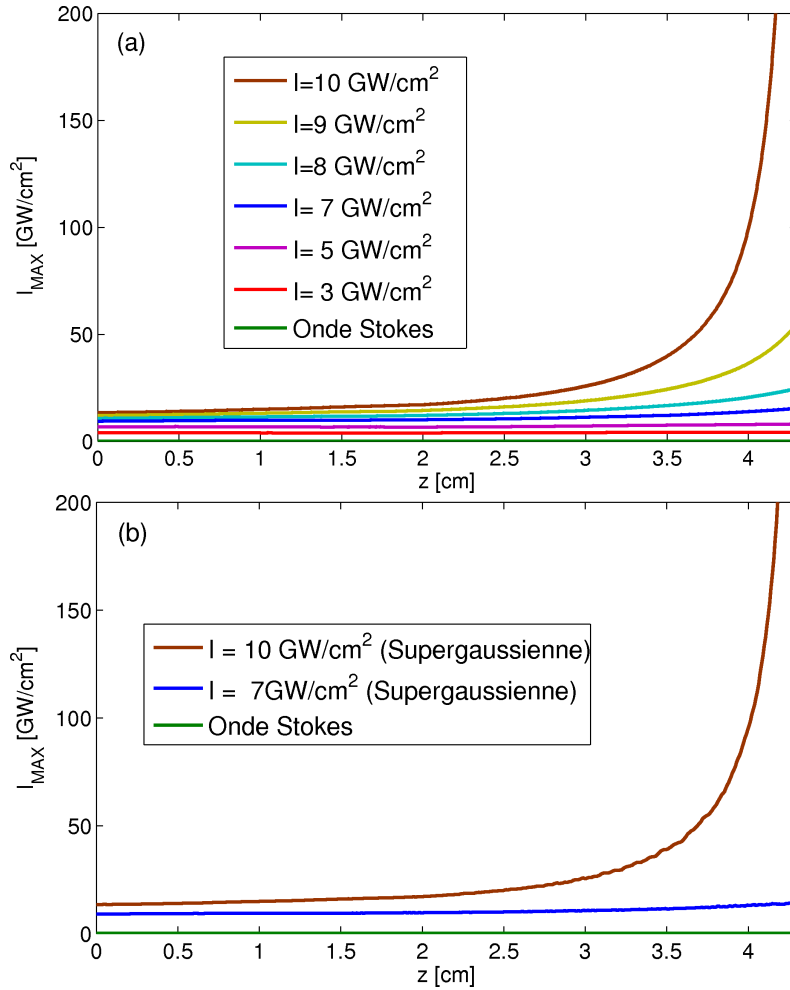 (a)
I=10 GW/cm²
I=9 GW/cm²
I=8 GW/cm²
I= 7 GW/cm²
I= 5 GW/cm²
I= 3 GW/cm²
Onde Stokes
I_MAX [GW/cm²]
200
150
100
50
0
0 0.5 1 1.5 2 2.5 3 3.5 4
z [cm]
(b)
I = 10 GW/cm² (Supergaussienne)
I =  7GW/cm² (Supergaussienne)
Onde Stokes
I_MAX [GW/cm²]
200
150
100
50
0
0 0.5 1 1.5 2 2.5 3 3.5 4
z [cm]